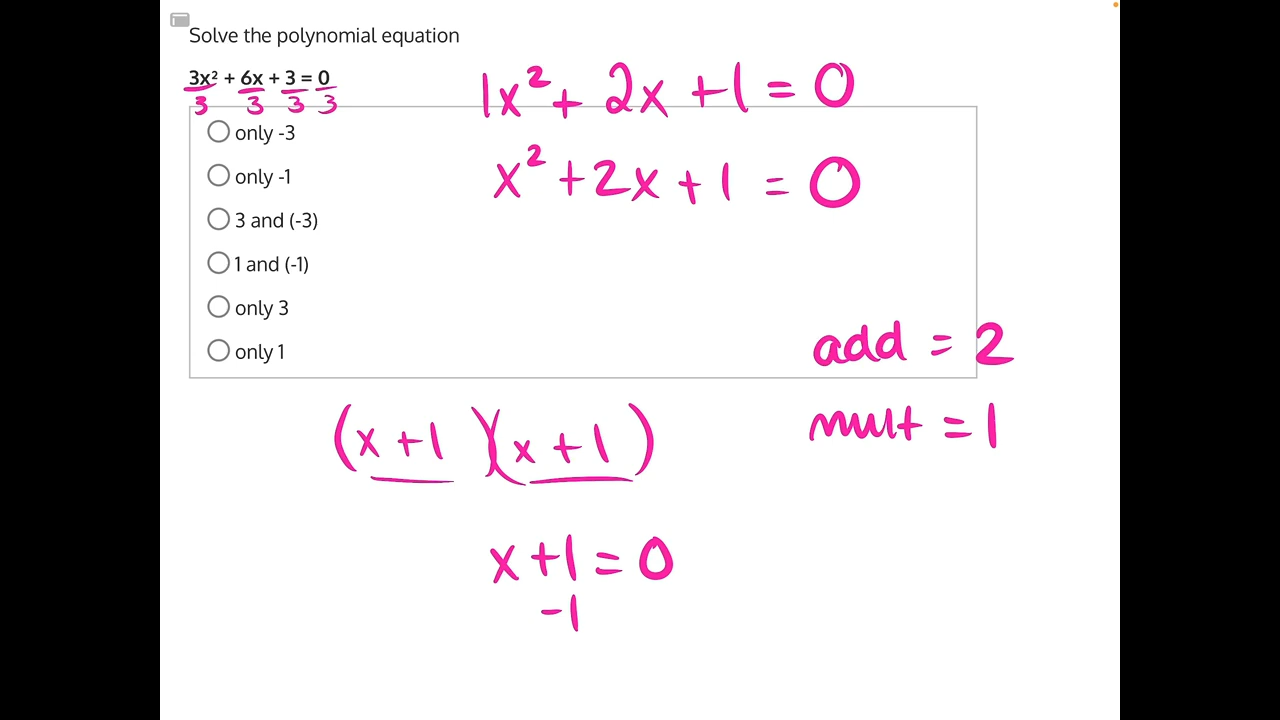 Solve the polynomial equation
3x² + 6x + 3 = 0
3 3 3 3
1x² + 2x + 1 = 0
only -3
only -1
x² + 2x + 1 = 0
3 and (-3)
1 and (-1)
only 3
only 1
add = 2
mult = 1
(x + 1)(x + 1)
x + 1 = 0
-1